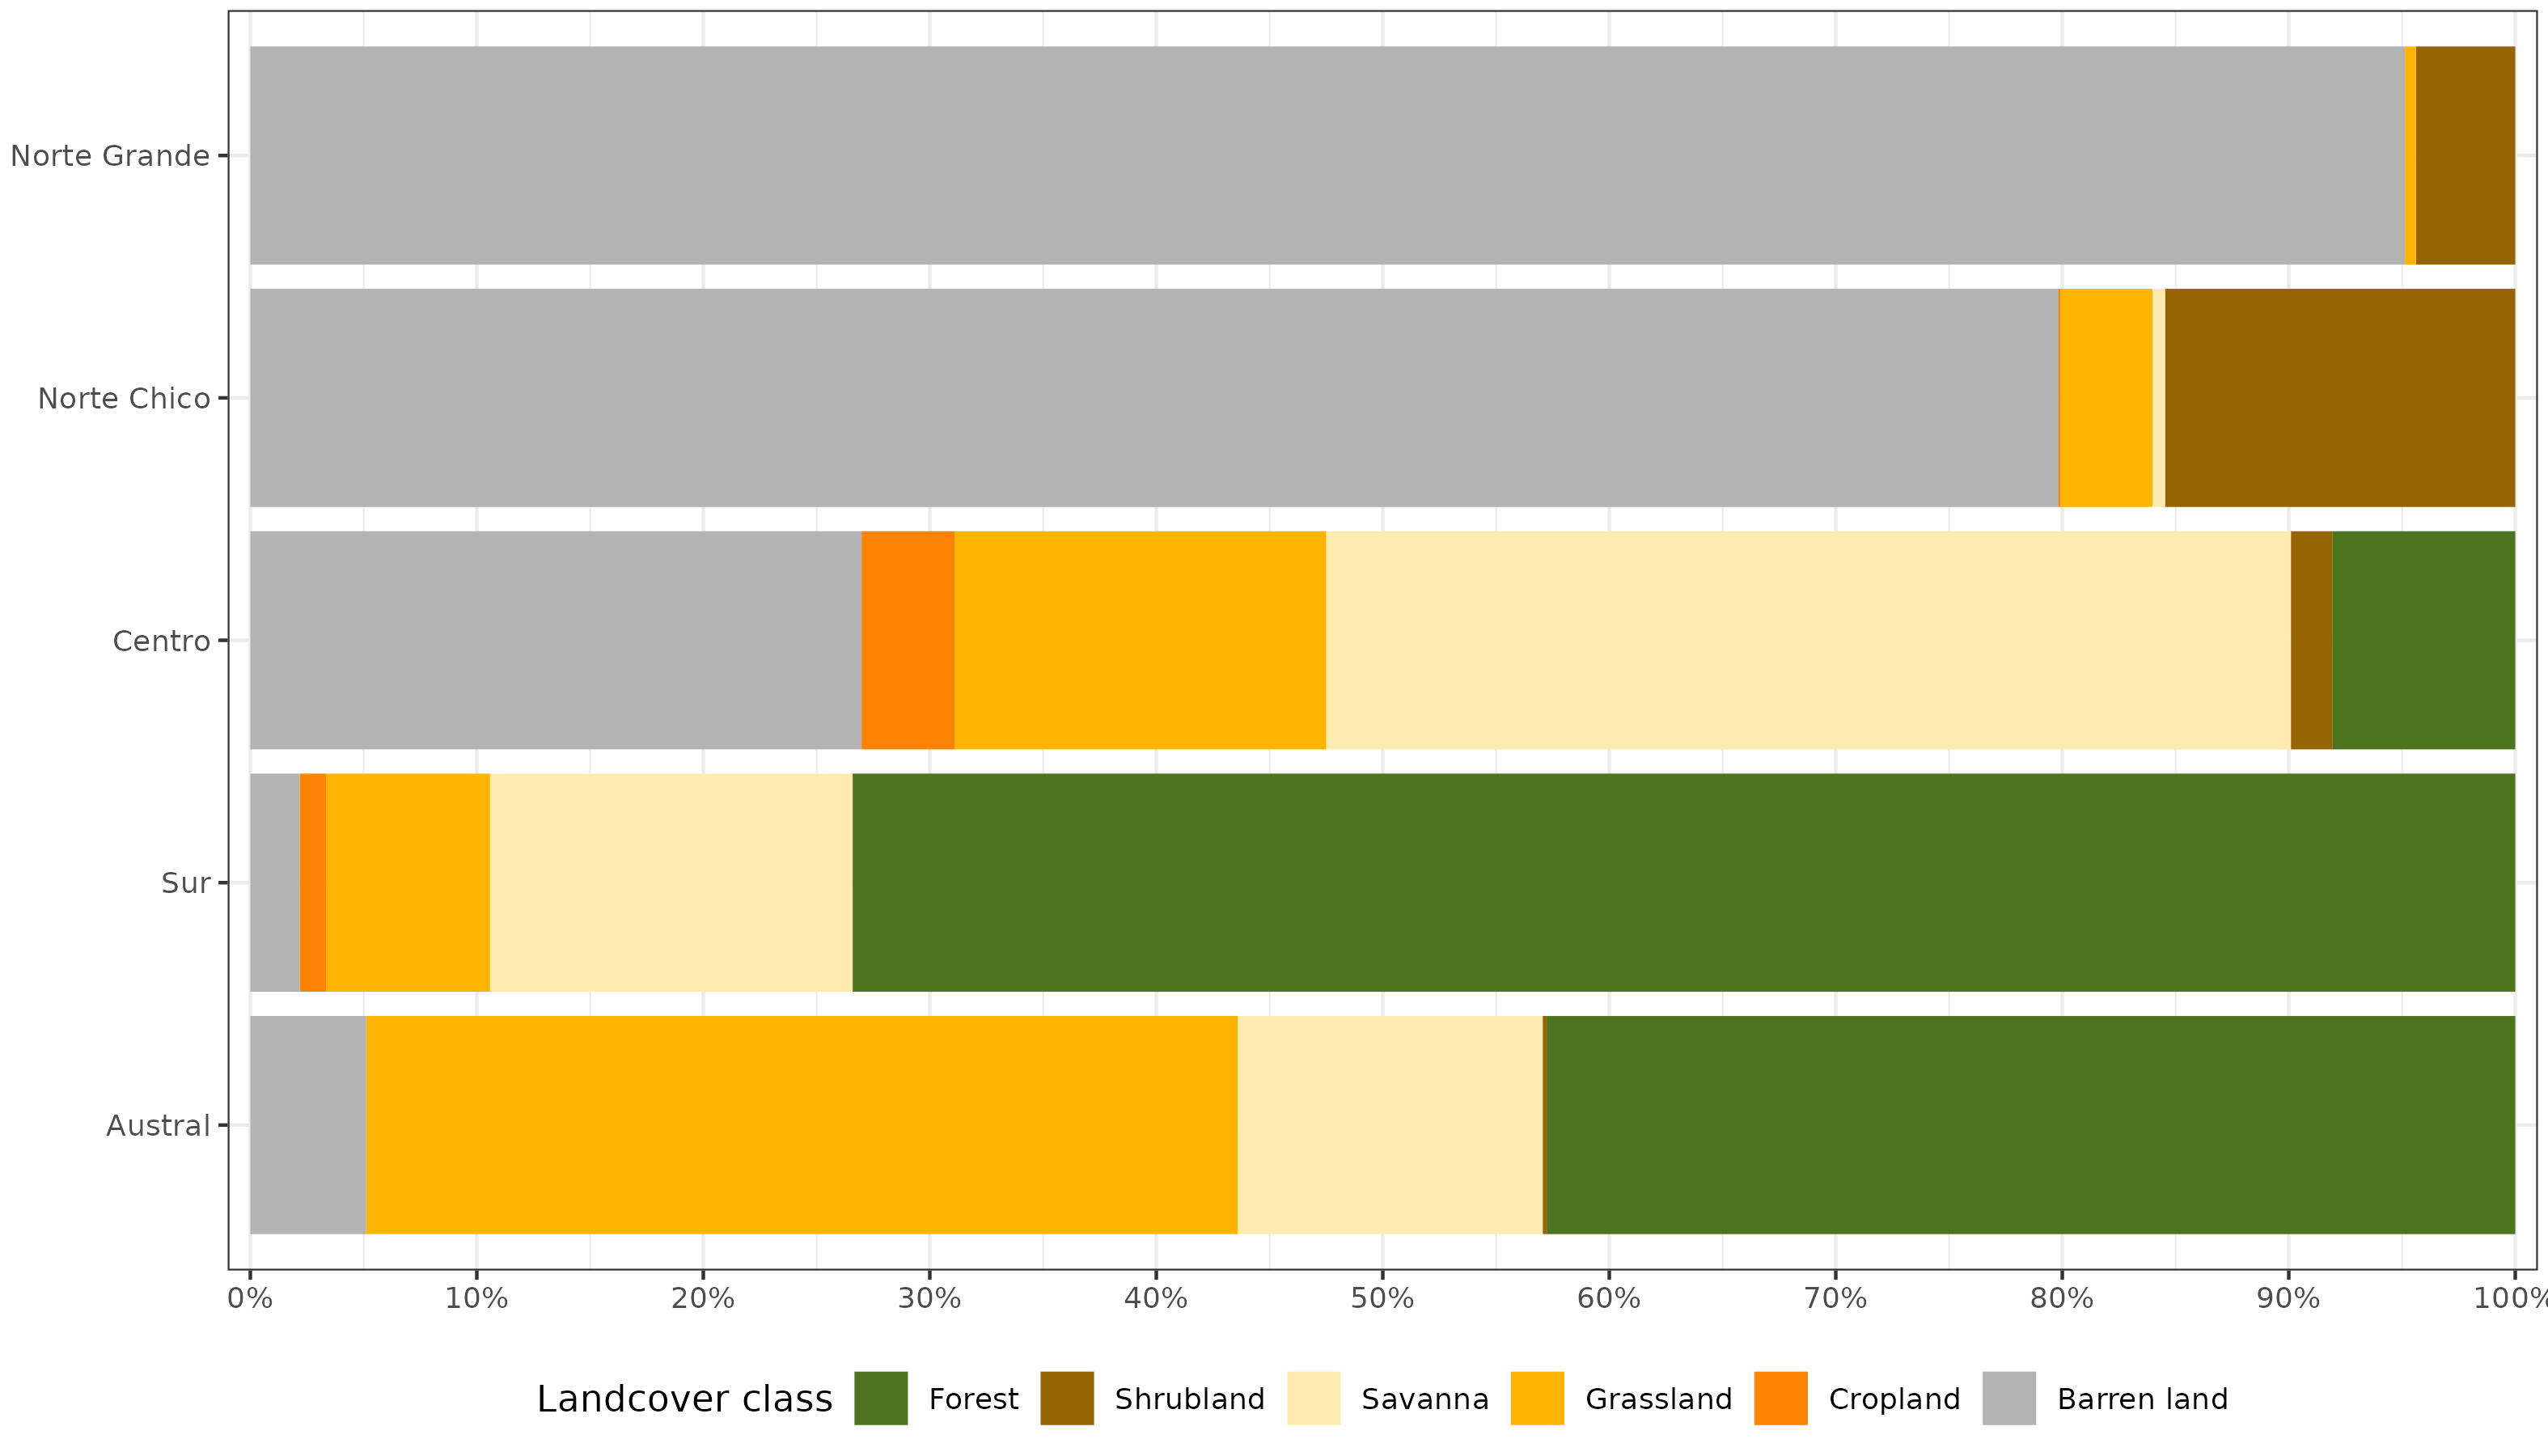 Norte Grande
Norte Chico
Centro
Sur
Austral
0% 10% 20% 30% 40% 50% 60% 70% 80% 90% 100%
Landcover class Forest Shrubland Savanna Grassland Cropland Barren land